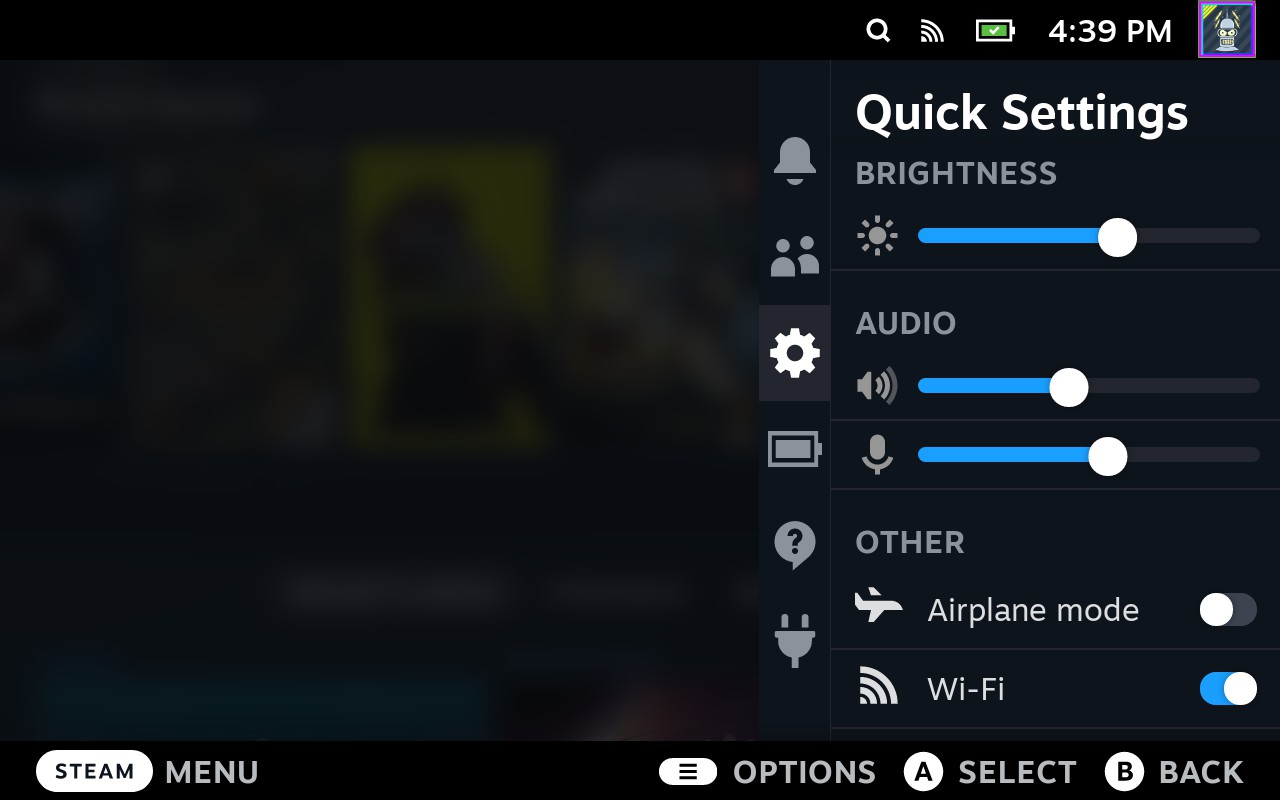 4:39 PM
Quick Settings
BRIGHTNESS
AUDIO
OTHER
Airplane mode
Wi-Fi
STEAM MENU
OPTIONS
A SELECT
B BACK